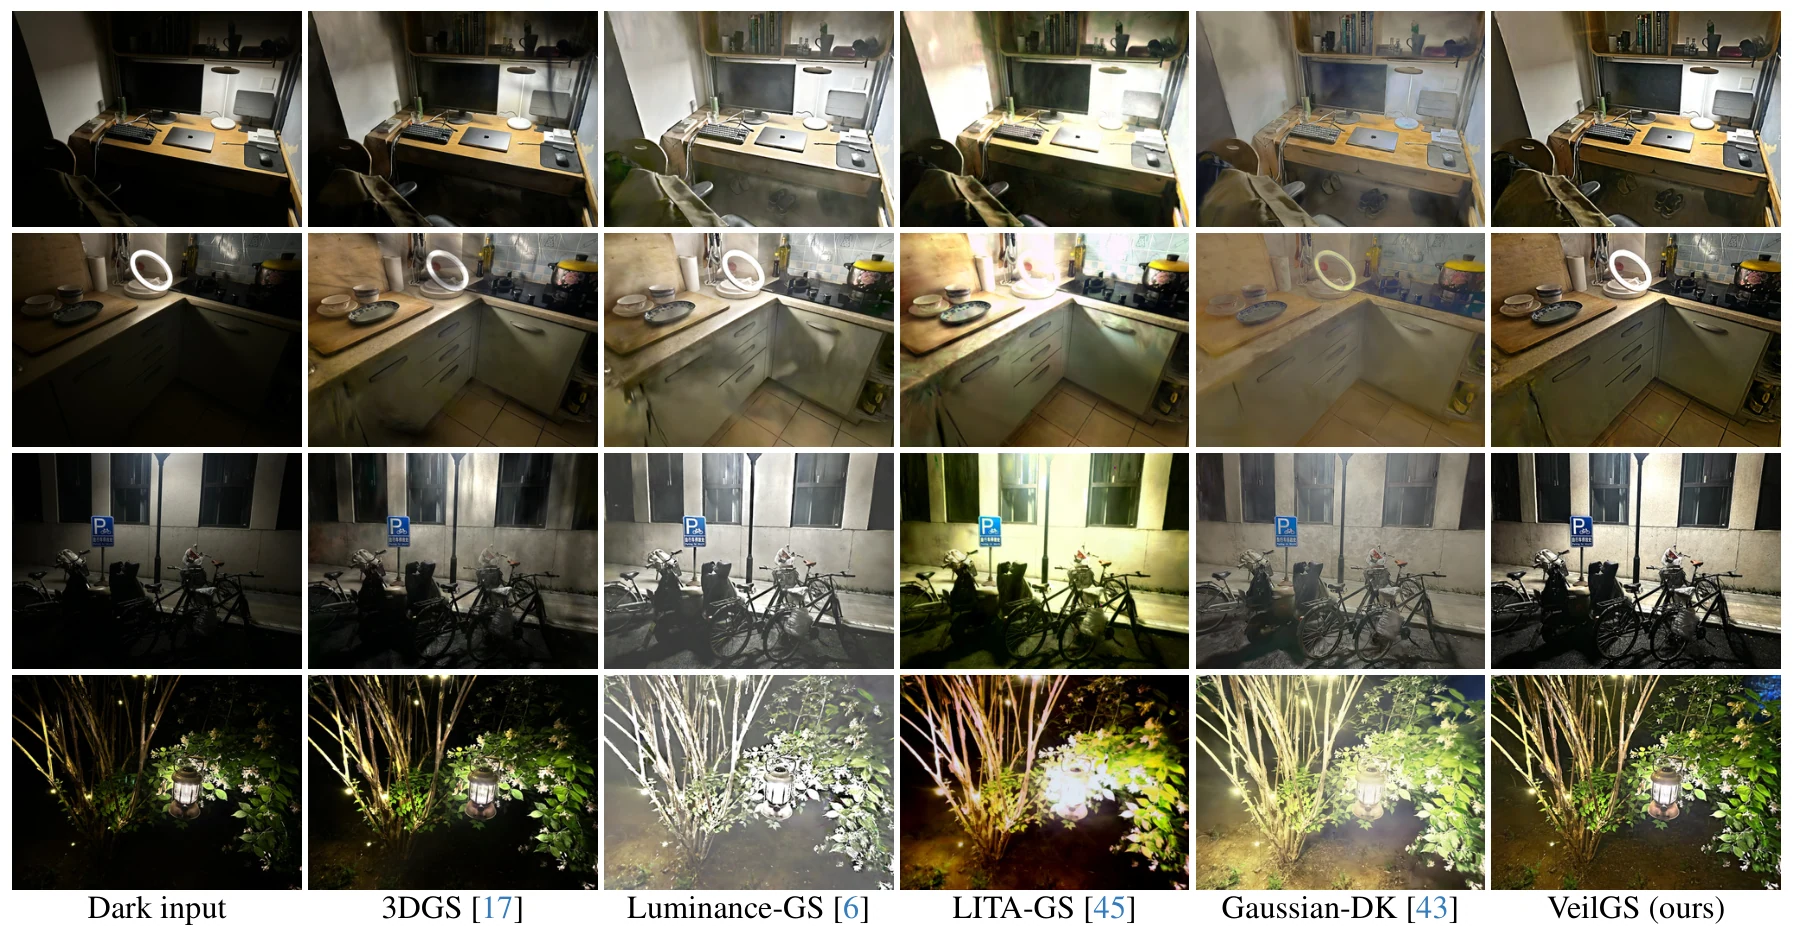 P
P
P
P
P
P
Dark input
3DGS [17]
Luminance-GS [6]
LITA-GS [45]
Gaussian-DK [43]
VeilGS (ours)